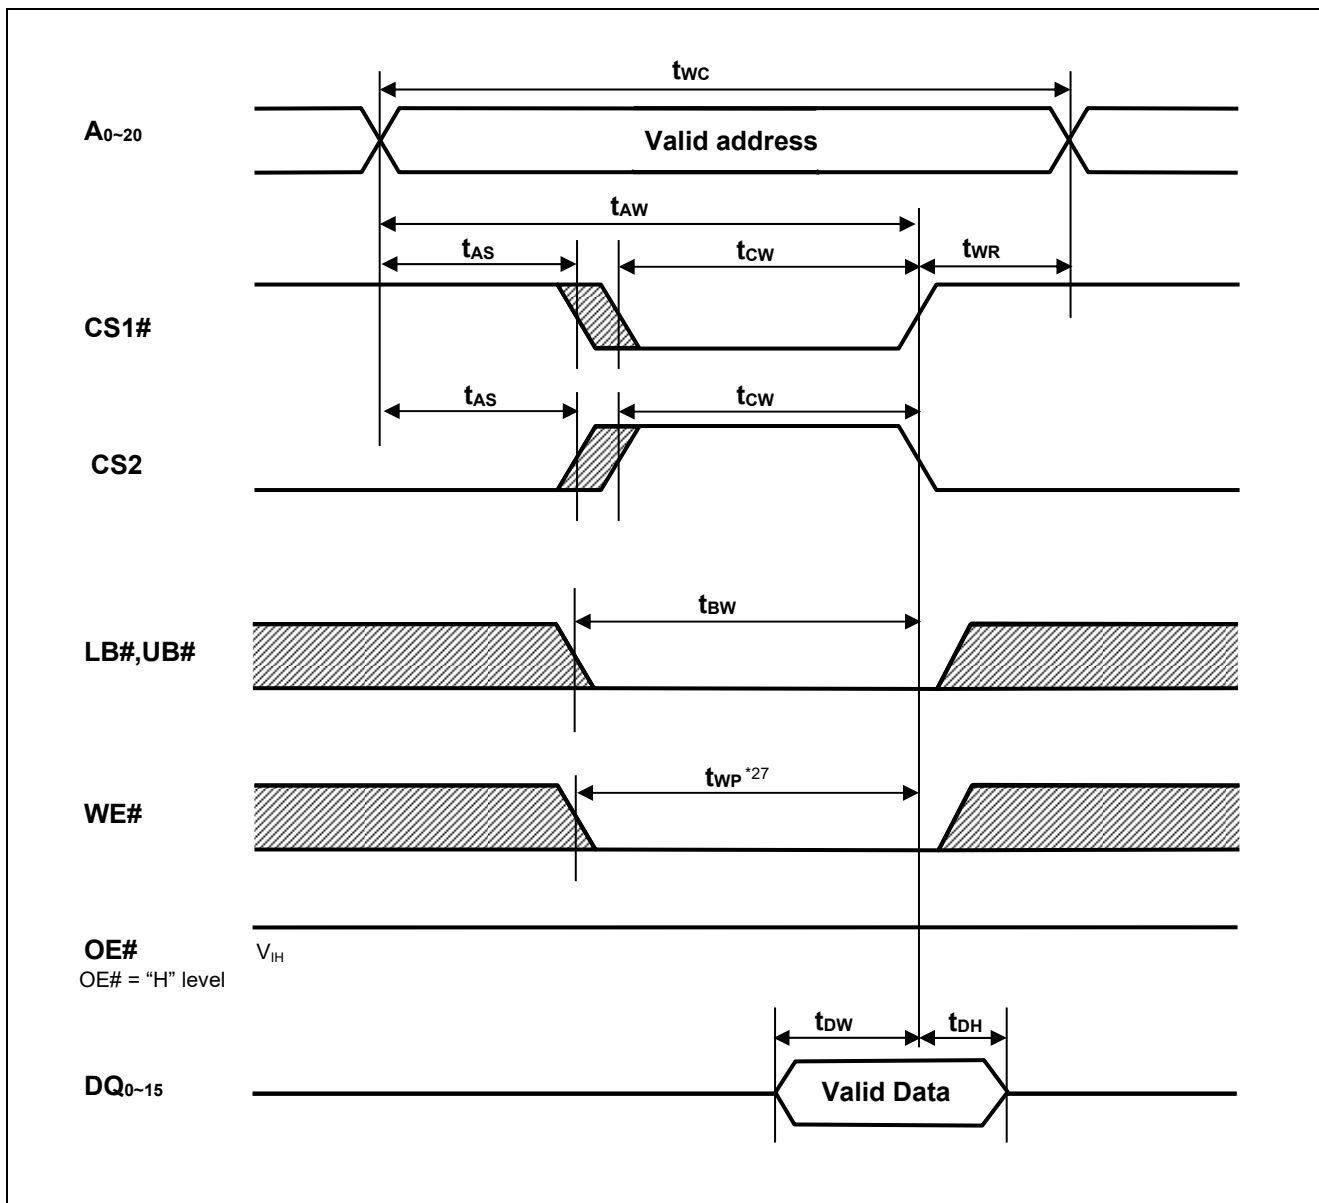 tWC
A0~20
Valid address
tAW
tAS
tCW
tWR
CS1#
tAS
tCW
CS2
tBW
LB#,UB#
tWP *27
WE#
OE#
VIH
OE# = “H” level
tDW
tDH
DQ0~15
Valid Data